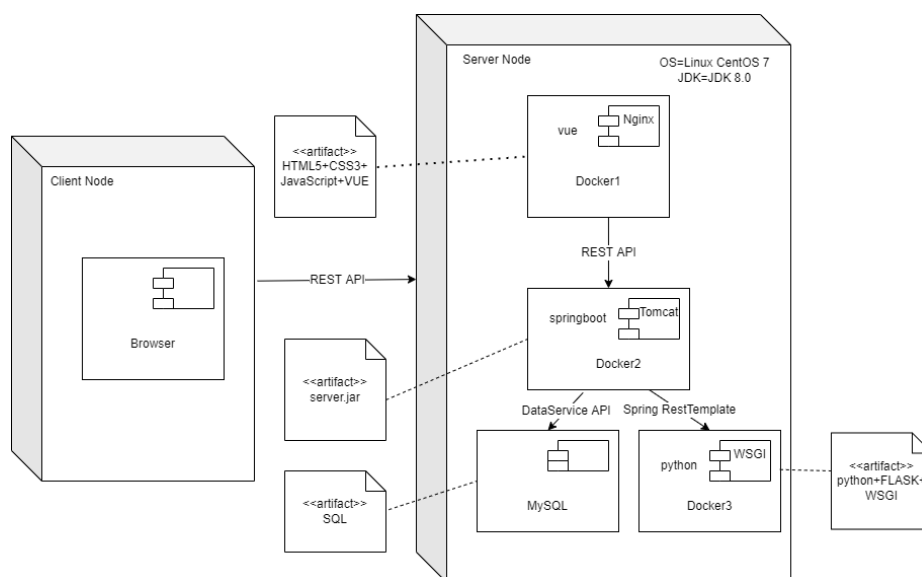 Server Node
OS=Linux CentOS 7
JDK=JDK 8.0
Nginx
vue
Docker1
<<artifact>>
HTML5+CSS3+
JavaScript+VUE
Client Node
REST API
REST API
Browser
springboot
Tomcat
Docker2
<<artifact>>
server.jar
DataService API
Spring RestTemplate
MySQL
python
WSGI
Docker3
<<artifact>>
SQL
<<artifact>>
python+FLASK+
WSGI